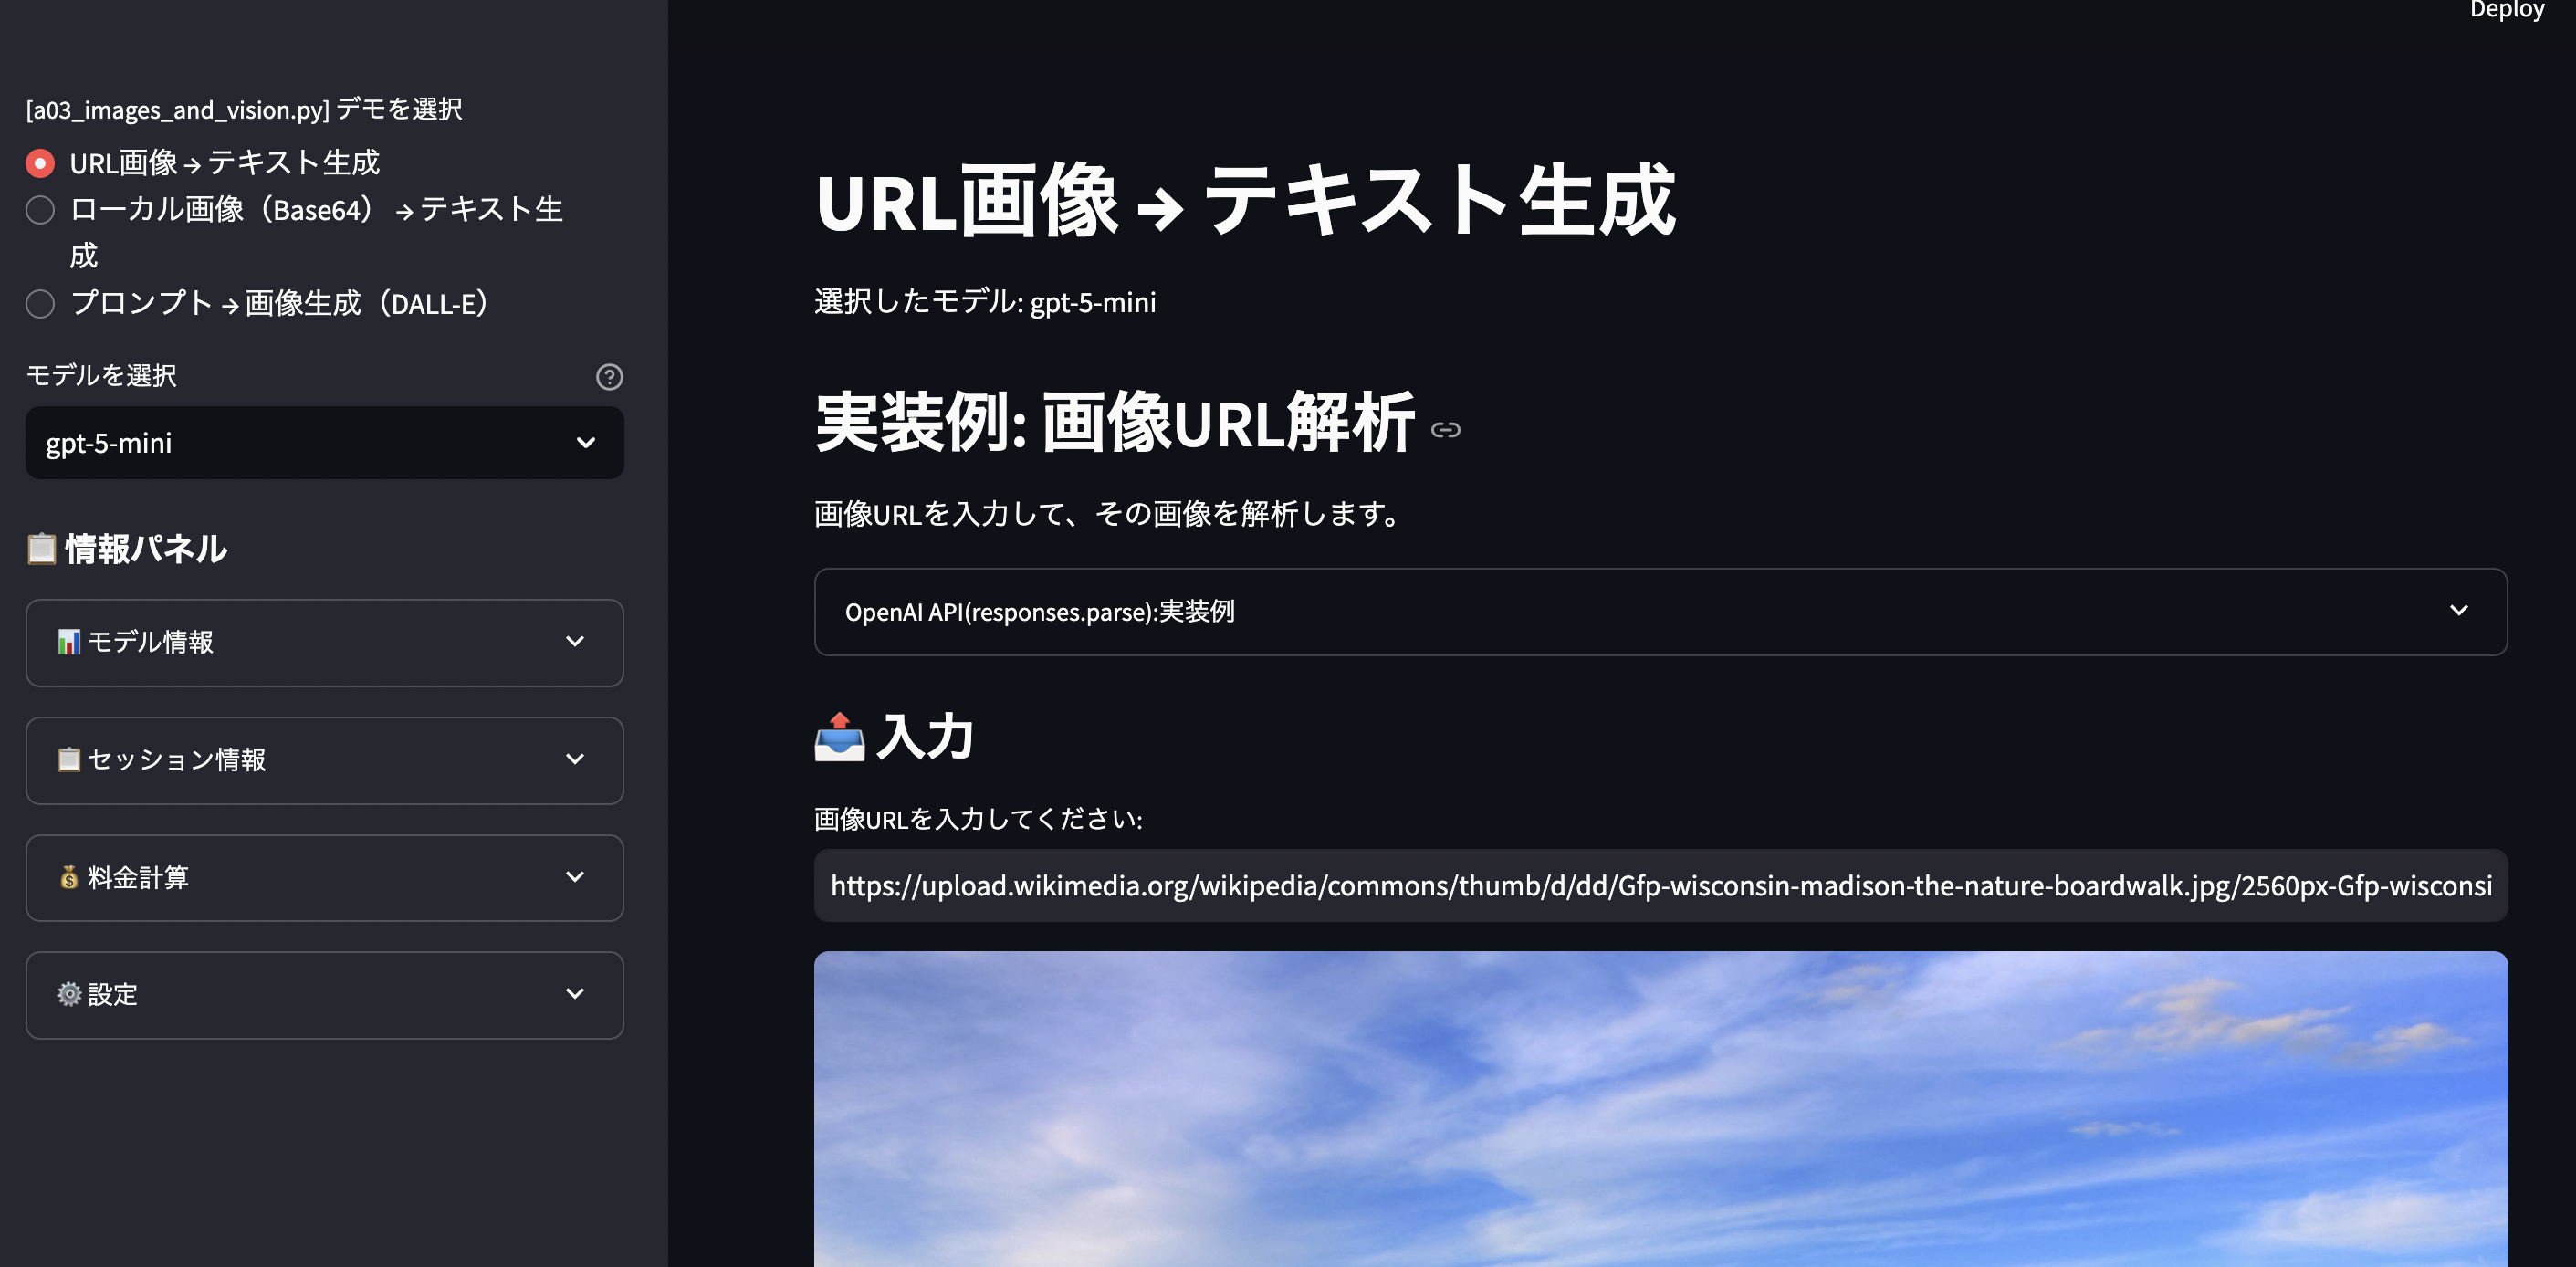 Deploy
[a03_images_and_vision.py] デモを選択
URL画像 → テキスト生成
ローカル画像（Base64） → テキスト生
成
プロンプト → 画像生成（DALL-E）
モデルを選択
gpt-5-mini
📋 情報パネル
📊 モデル情報
📋 セッション情報
💰 料金計算
⚙️ 設定
URL画像 → テキスト生成
選択したモデル: gpt-5-mini
実装例: 画像URL解析
画像URLを入力して、その画像を解析します。
OpenAI API(responses.parse):実装例
📤 入力
画像URLを入力してください:
https://upload.wikimedia.org/wikipedia/commons/thumb/d/dd/Gfp-wisconsin-madison-the-nature-boardwalk.jpg/2560px-Gfp-wisconsi